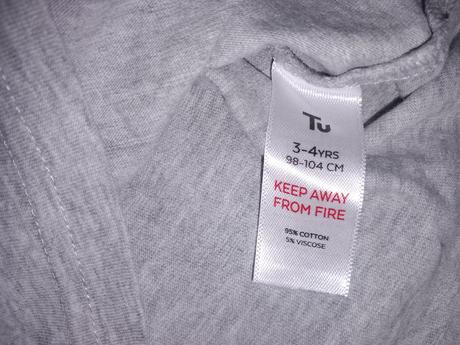 Tu
3-4YRS
98-104 CM
KEEP AWAY
FROM FIRE
95% COTTON
5% VISCOSE